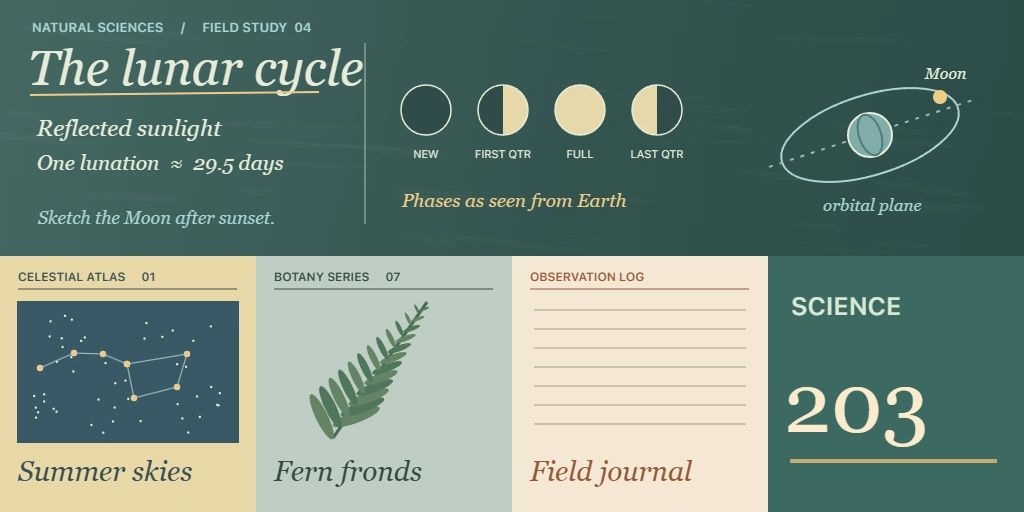 NATURAL SCIENCES / FIELD STUDY 04
The lunar cycle
Reflected sunlight
One lunation ≈ 29.5 days
Sketch the Moon after sunset.
NEW FIRST QTR FULL LAST QTR
Phases as seen from Earth
Moon
orbital plane
CELESTIAL ATLAS 01
Summer skies
BOTANY SERIES 07
Fern fronds
OBSERVATION LOG
Field journal
SCIENCE
203